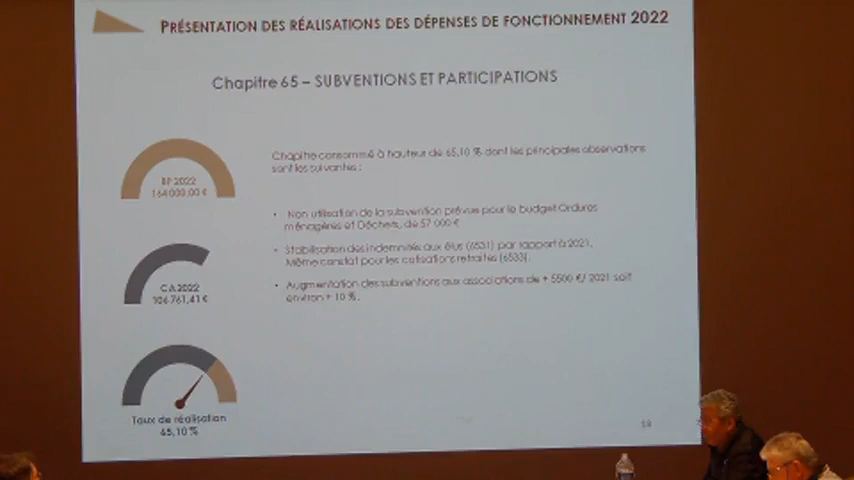 PRÉSENTATION DES RÉALISATIONS DES DÉPENSES DE FONCTIONNEMENT 2022
Chapitre 65 – SUBVENTIONS ET PARTICIPATIONS
BP 2022
164 000,00 €
Chapitre consommé à hauteur de 65,10 % dont les principales observations
sont les suivantes :
• Non utilisation de la subvention prévue pour le budget Ordures
ménagères et Déchets, de 57 000 €
• Stabilisation des indemnités aux élus (6531) par rapport à 2021.
Même constat pour les cotisations retraités (6533).
• Augmentation des subventions aux associations de + 5500 €/ 2021 soit
environ + 10 %.
CA 2022
106 761,41 €
Taux de réalisation
65,10 %